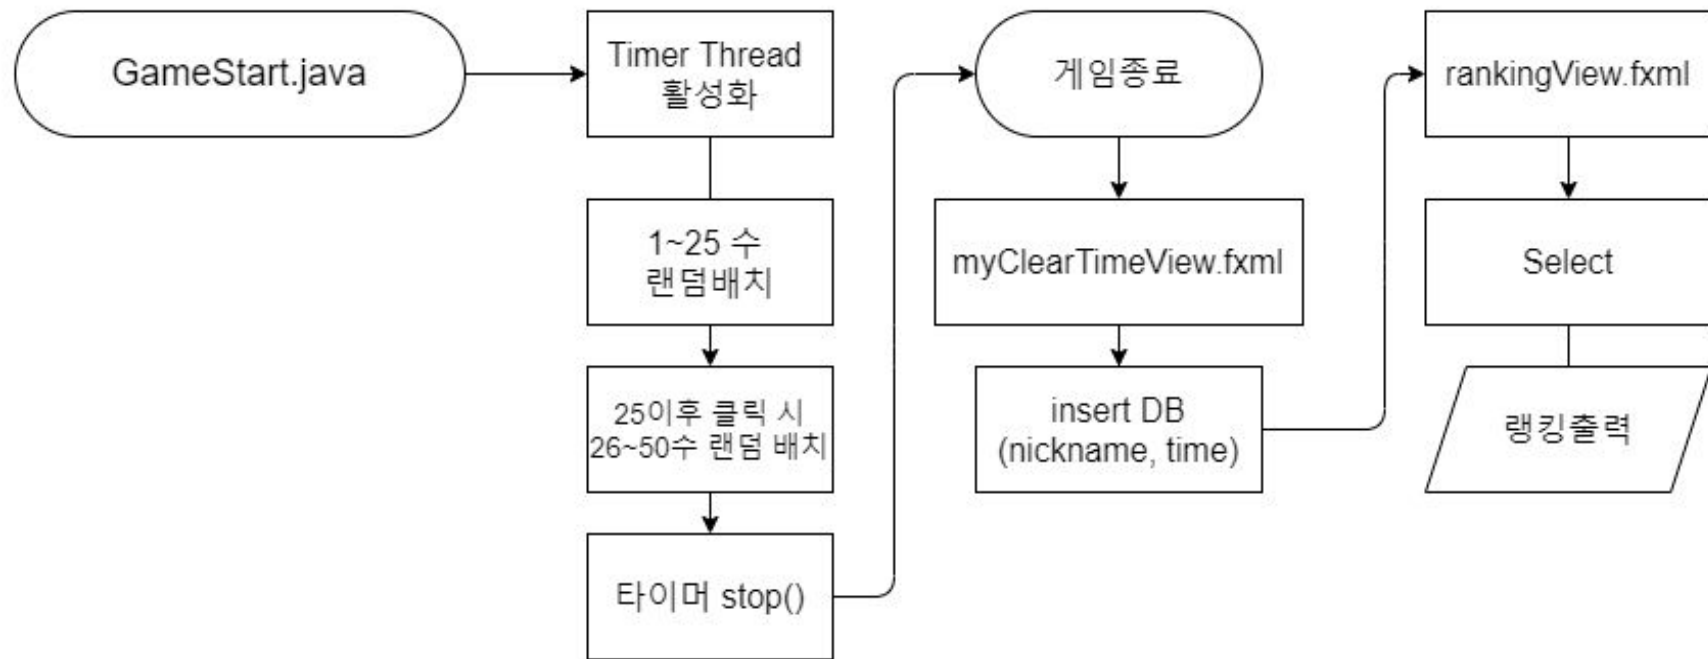 GameStart.java
Timer Thread
활성화
1~25 수
랜덤배치
25이후 클릭 시
26~50수 랜덤 배치
타이머 stop()
게임종료
myClearTimeView.fxml
insert DB
(nickname, time)
rankingView.fxml
Select
랭킹출력